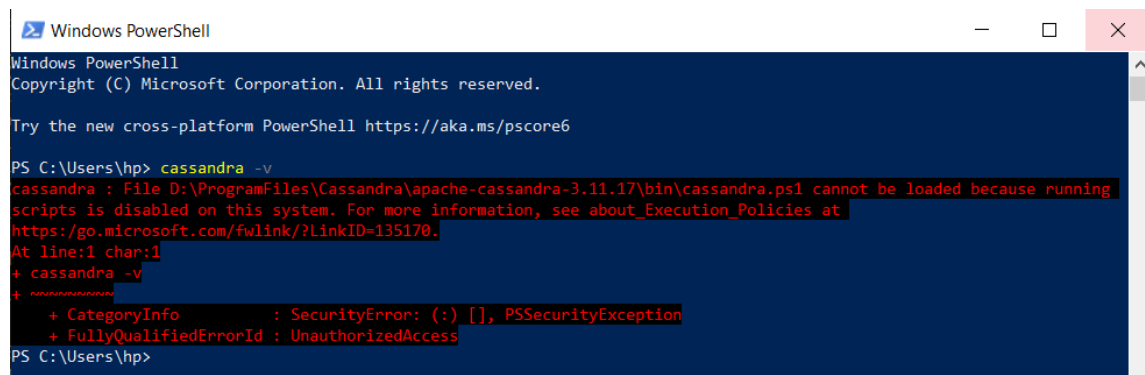 Windows PowerShell
Windows PowerShell
Copyright (C) Microsoft Corporation. All rights reserved.
Try the new cross-platform PowerShell https://aka.ms/pscore6
PS C:\Users\hp> cassandra -v
cassandra : File D:\ProgramFiles\Cassandra\apache-cassandra-3.11.17\bin\cassandra.ps1 cannot be loaded because running
scripts is disabled on this system. For more information, see about_Execution_Policies at
https:/go.microsoft.com/fwlink/?LinkID=135170.
At line:1 char:1
+ cassandra -v
+ ~~~~~~~~~
    + CategoryInfo          : SecurityError: (:) [], PSSecurityException
    + FullyQualifiedErrorId : UnauthorizedAccess
PS C:\Users\hp>